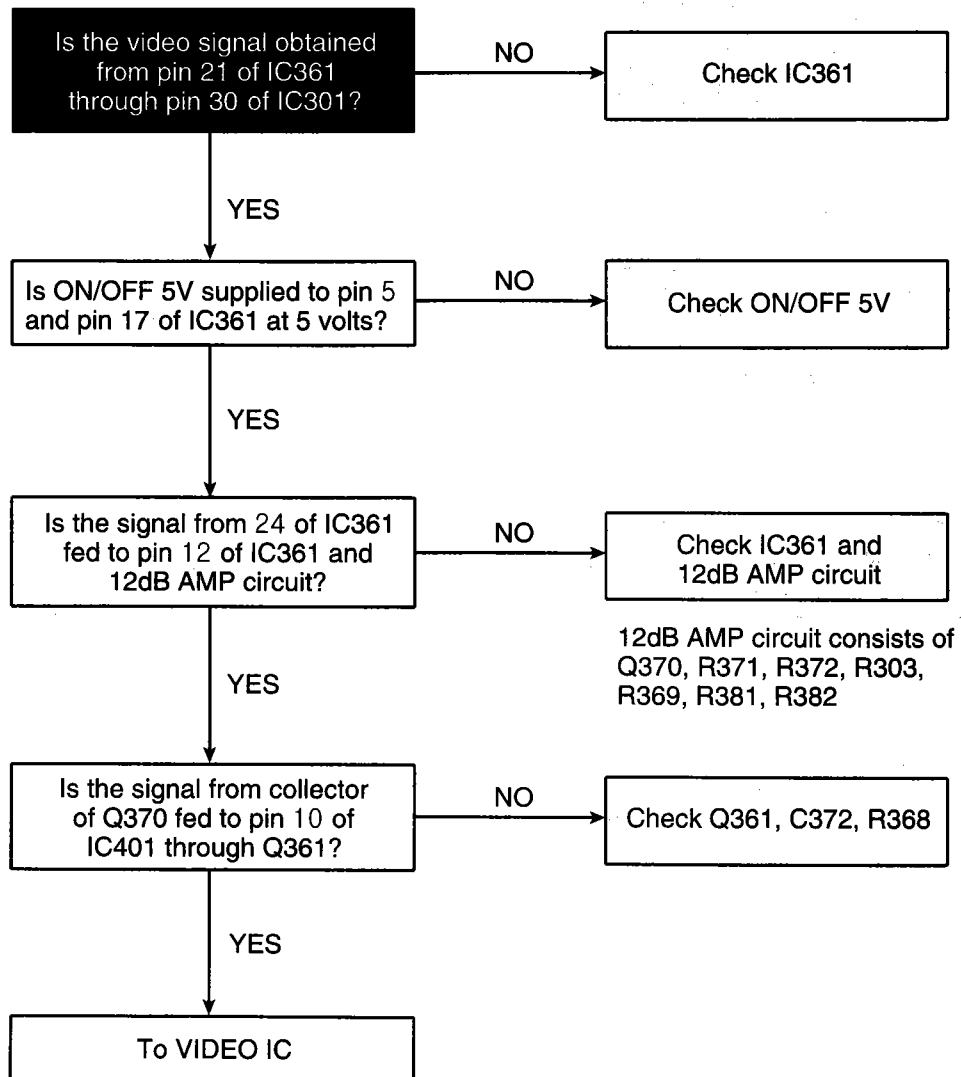 Is the video signal obtained
from pin 21 of IC361
through pin 30 of IC301?
NO
Check IC361
YES
Is ON/OFF 5V supplied to pin 5
and pin 17 of IC361 at 5 volts?
NO
Check ON/OFF 5V
YES
Is the signal from 24 of IC361
fed to pin 12 of IC361 and
12dB AMP circuit?
NO
Check IC361 and
12dB AMP circuit
12dB AMP circuit consists of
Q370, R371, R372, R303,
R369, R381, R382
YES
Is the signal from collector
of Q370 fed to pin 10 of
IC401 through Q361?
NO
Check Q361, C372, R368
YES
To VIDEO IC